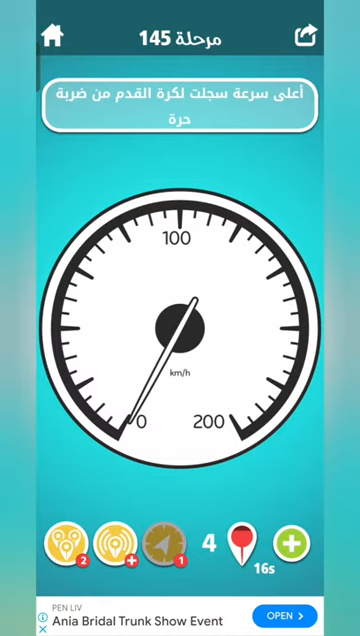 مرحلة 145
أعلى سرعة سجلت لكرة القدم من ضربة
حرة
100
km/h
0
200
2
1
4
16s
PEN LIV
Ania Bridal Trunk Show Event
OPEN